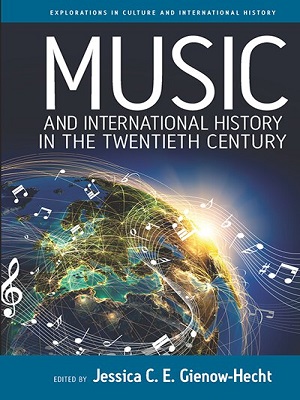 EXPLORATIONS IN CULTURE AND INTERNATIONAL HISTORY
MUSIC
AND INTERNATIONAL HISTORY
IN THE TWENTIETH CENTURY
EDITED BY Jessica C. E. Gienow-Hecht